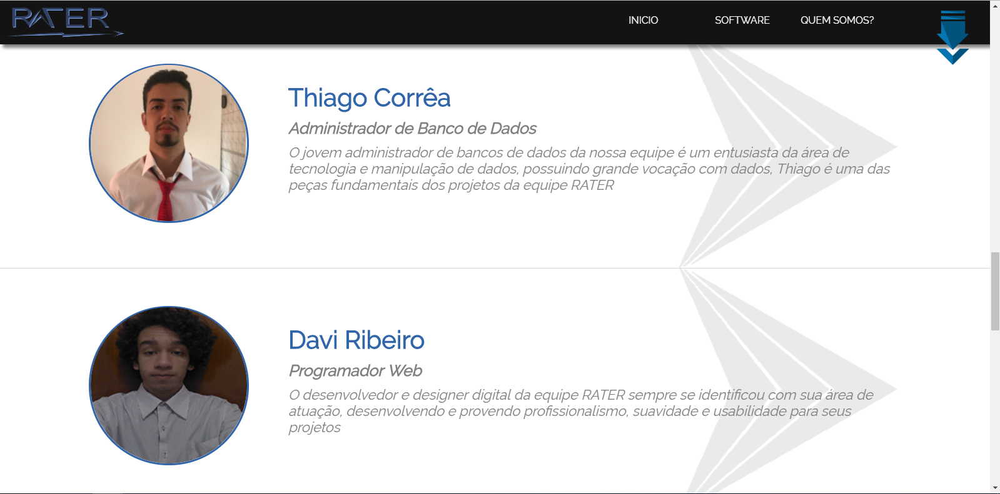 RATER
INICIO
SOFTWARE
QUEM SOMOS?
Thiago Corrêa
Administrador de Banco de Dados
O jovem administrador de bancos de dados da nossa equipe é um entusiasta da área de
tecnologia e manipulação de dados, possuindo grande vocação com dados, Thiago é uma das
peças fundamentais dos projetos da equipe RATER
Davi Ribeiro
Programador Web
O desenvolvedor e designer digital da equipe RATER sempre se identificou com sua área de
atuação, desenvolvendo e provendo profissionalismo, suavidade e usabilidade para seus
projetos